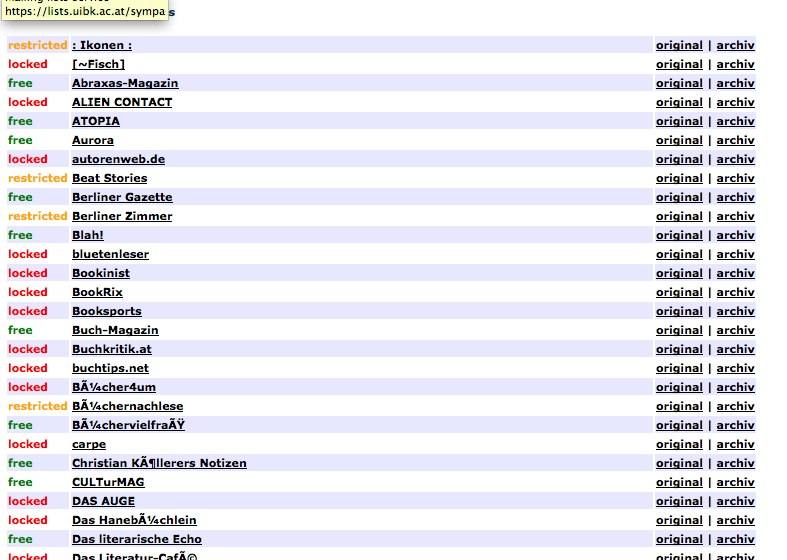 https://lists.uibk.ac.at/sympa s
restricted : Ikonen : original | archiv
locked [~Fisch] original | archiv
free Abraxas-Magazin original | archiv
locked ALIEN CONTACT original | archiv
free ATOPIA original | archiv
free Aurora original | archiv
locked autorenweb.de original | archiv
restricted Beat Stories original | archiv
free Berliner Gazette original | archiv
restricted Berliner Zimmer original | archiv
free Blah! original | archiv
locked bluetenleser original | archiv
locked Bookinist original | archiv
locked BookRix original | archiv
locked Booksports original | archiv
free Buch-Magazin original | archiv
locked Buchkritik.at original | archiv
locked buchtips.net original | archiv
locked BÃ¼cher4um original | archiv
restricted BÃ¼chernachlese original | archiv
free BÃ¼chervielfraÃŸ original | archiv
locked carpe original | archiv
free Christian KÃ¶llerers Notizen original | archiv
free CULTurMAG original | archiv
locked DAS AUGE original | archiv
locked Das HanebÃ¼chlein original | archiv
free Das literarische Echo original | archiv
locked Das Literatur-CafÃ© original | archiv